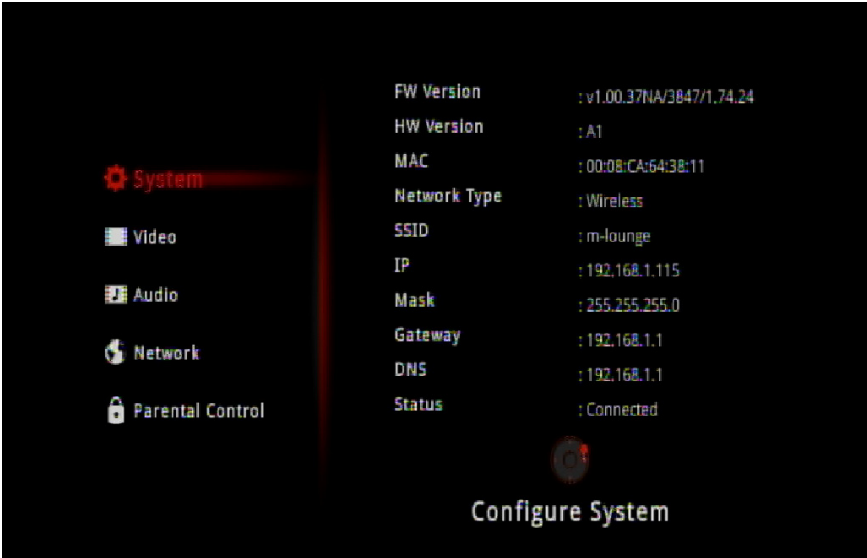 System
Video
Audio
Network
Parental Control
FW Version : v1.00.37NA/3847/1.74.24
HW Version : A1
MAC : 00:08:CA:64:38:11
Network Type : Wireless
SSID : m-lounge
IP : 192.168.1.115
Mask : 255.255.255.0
Gateway : 192.168.1.1
DNS : 192.168.1.1
Status : Connected
Configure System